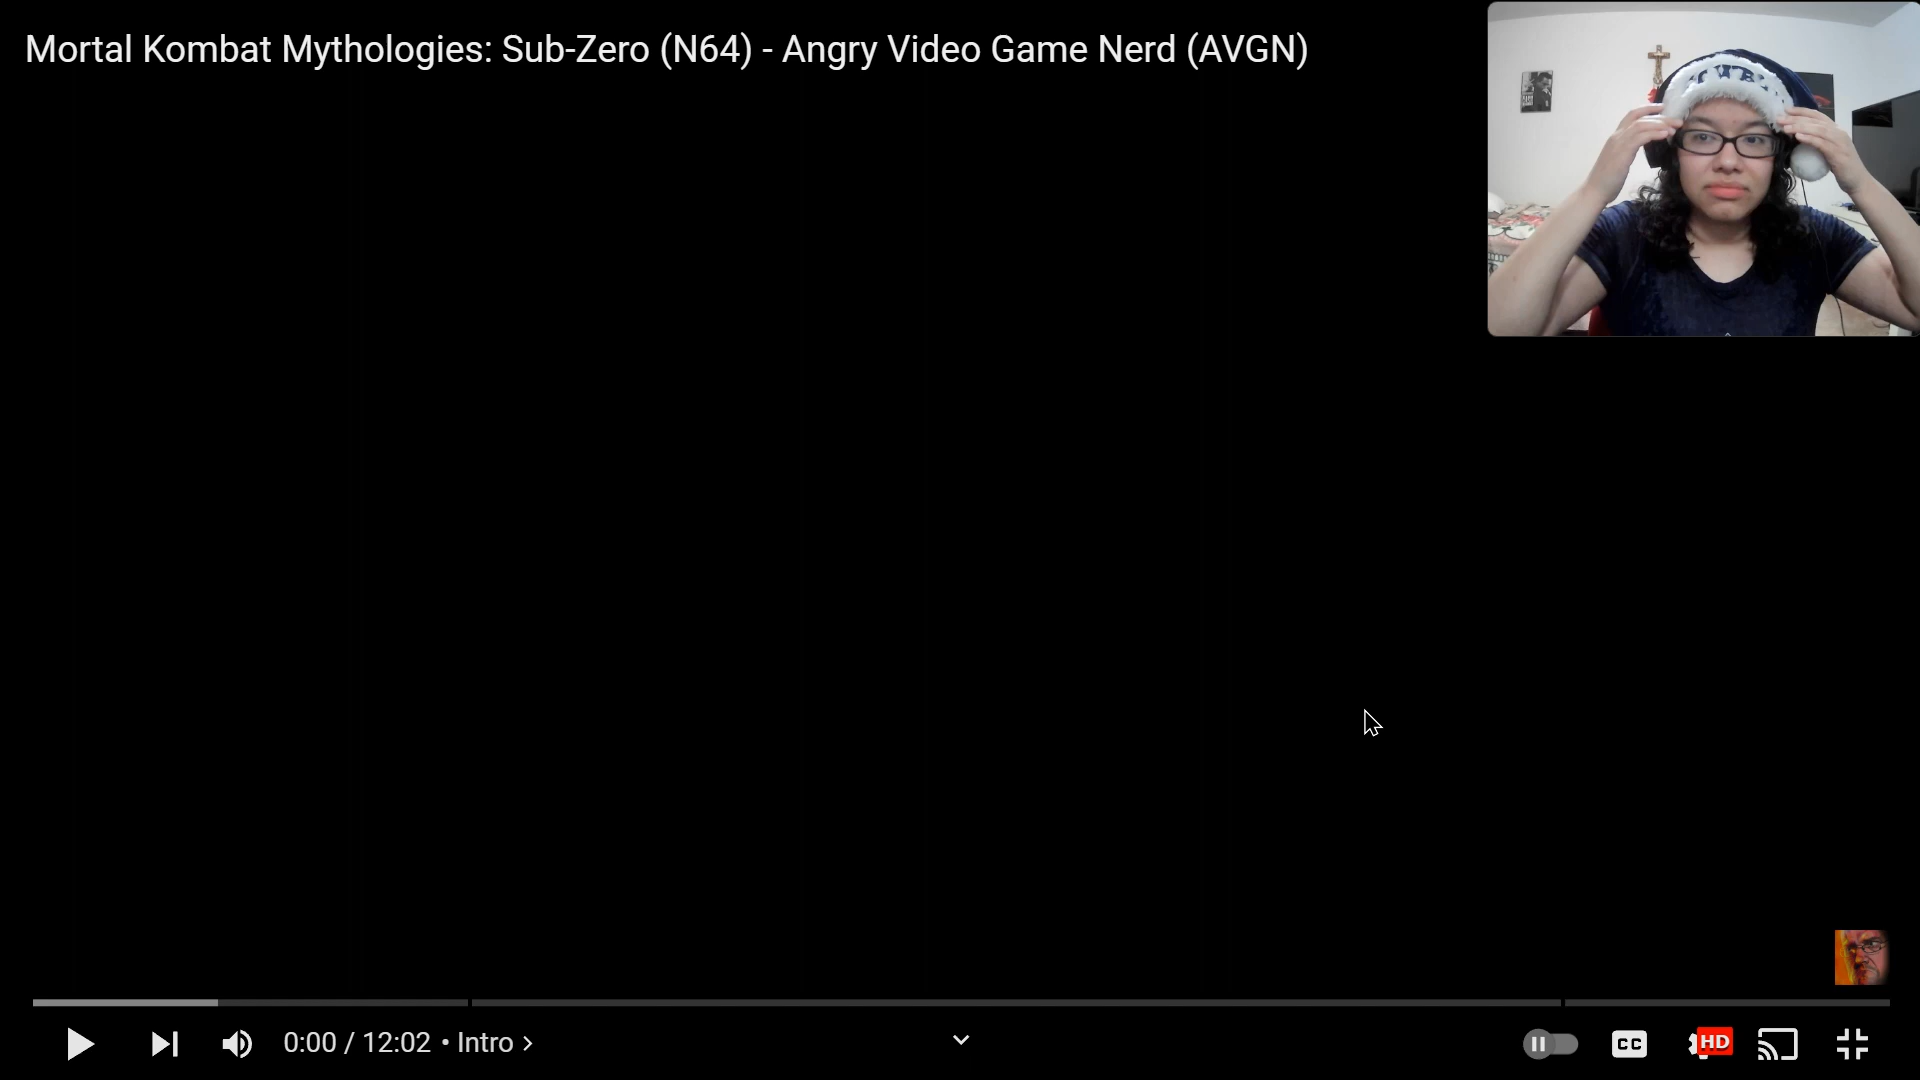 Mortal Kombat Mythologies: Sub-Zero (N64) - Angry Video Game Nerd (AVGN)
0:00 / 12:02 • Intro
CC
HD